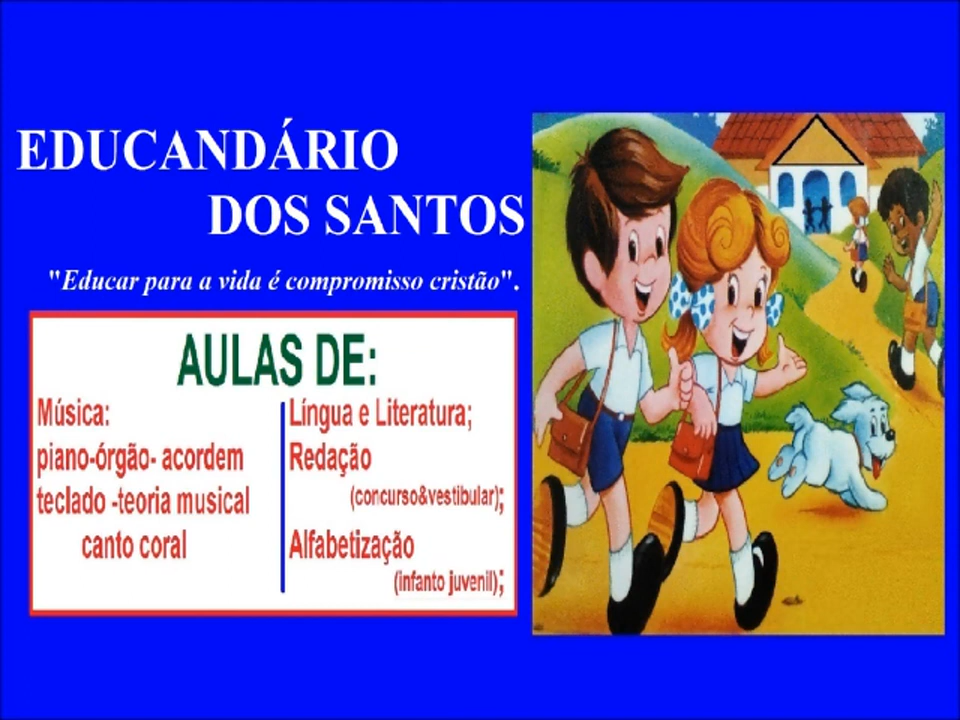 EDUCANDÁRIO
DOS SANTOS
"Educar para a vida é compromisso cristão".
AULAS DE:
Música:
piano-órgão- acordem
teclado -teoria musical
canto coral
Língua e Literatura;
Redação
(concurso&vestibular);
Alfabetização
(infanto juvenil);